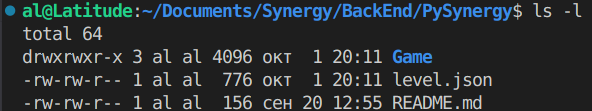 al@Latitude:~/Documents/Synergy/BackEnd/PySynergy$ ls -l
total 64
drwxrwxr-x 3 al al 4096 окт  1 20:11 Game
-rw-rw-r-- 1 al al  776 окт  1 20:11 level.json
-rw-rw-r-- 1 al al  156 сен 20 12:55 README.md